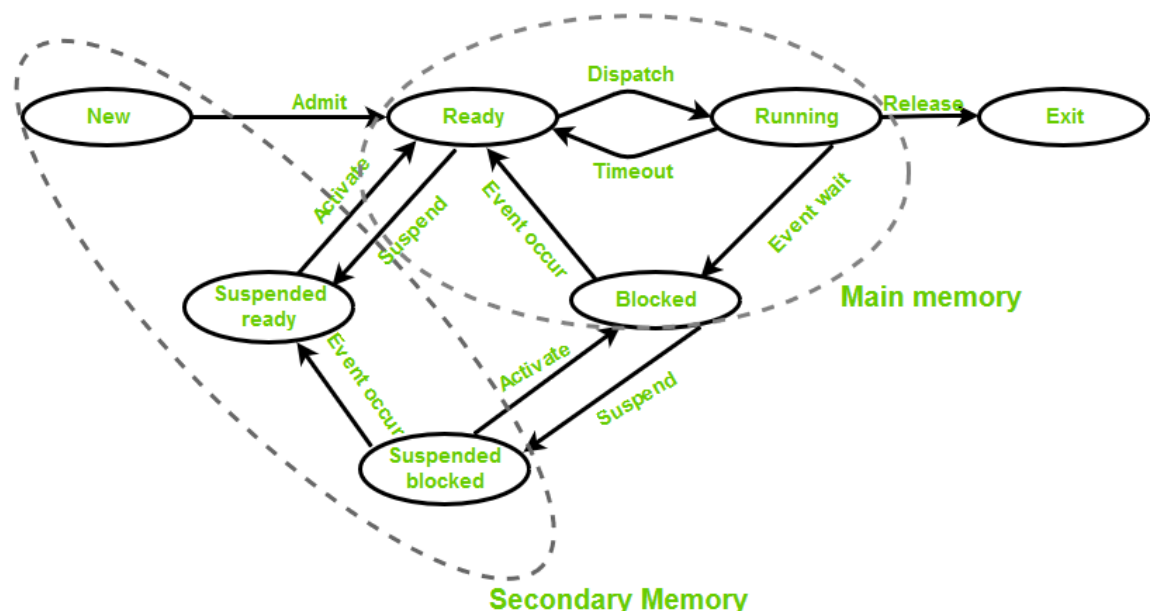 Dispatch
New
Admit
Ready
Running
Release
Exit
Timeout
Activate
Suspend
Event occur
Event wait
Suspended
ready
Blocked
Main memory
Event occur
Activate
Suspend
Suspended
blocked
Secondary Memory